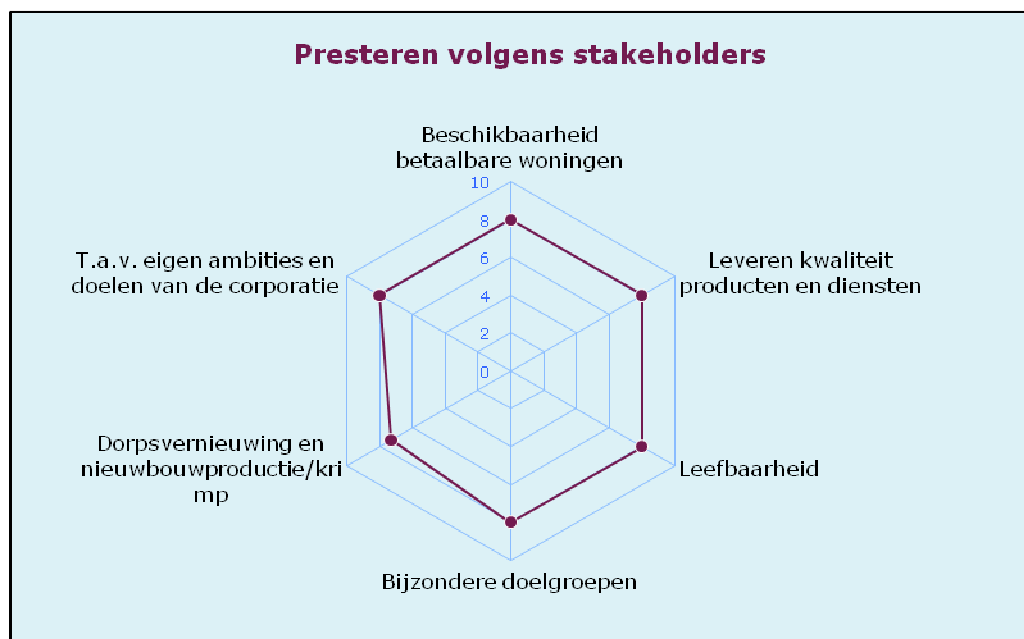 Presteren volgens stakeholders
Beschikbaarheid
betaalbare woningen
10
8
6
4
2
0
T.a.v. eigen ambities en
doelen van de corporatie
Leveren kwaliteit
producten en diensten
Dorpsvernieuwing en
nieuwbouwproductie/kri
mp
Leefbaarheid
Bijzondere doelgroepen